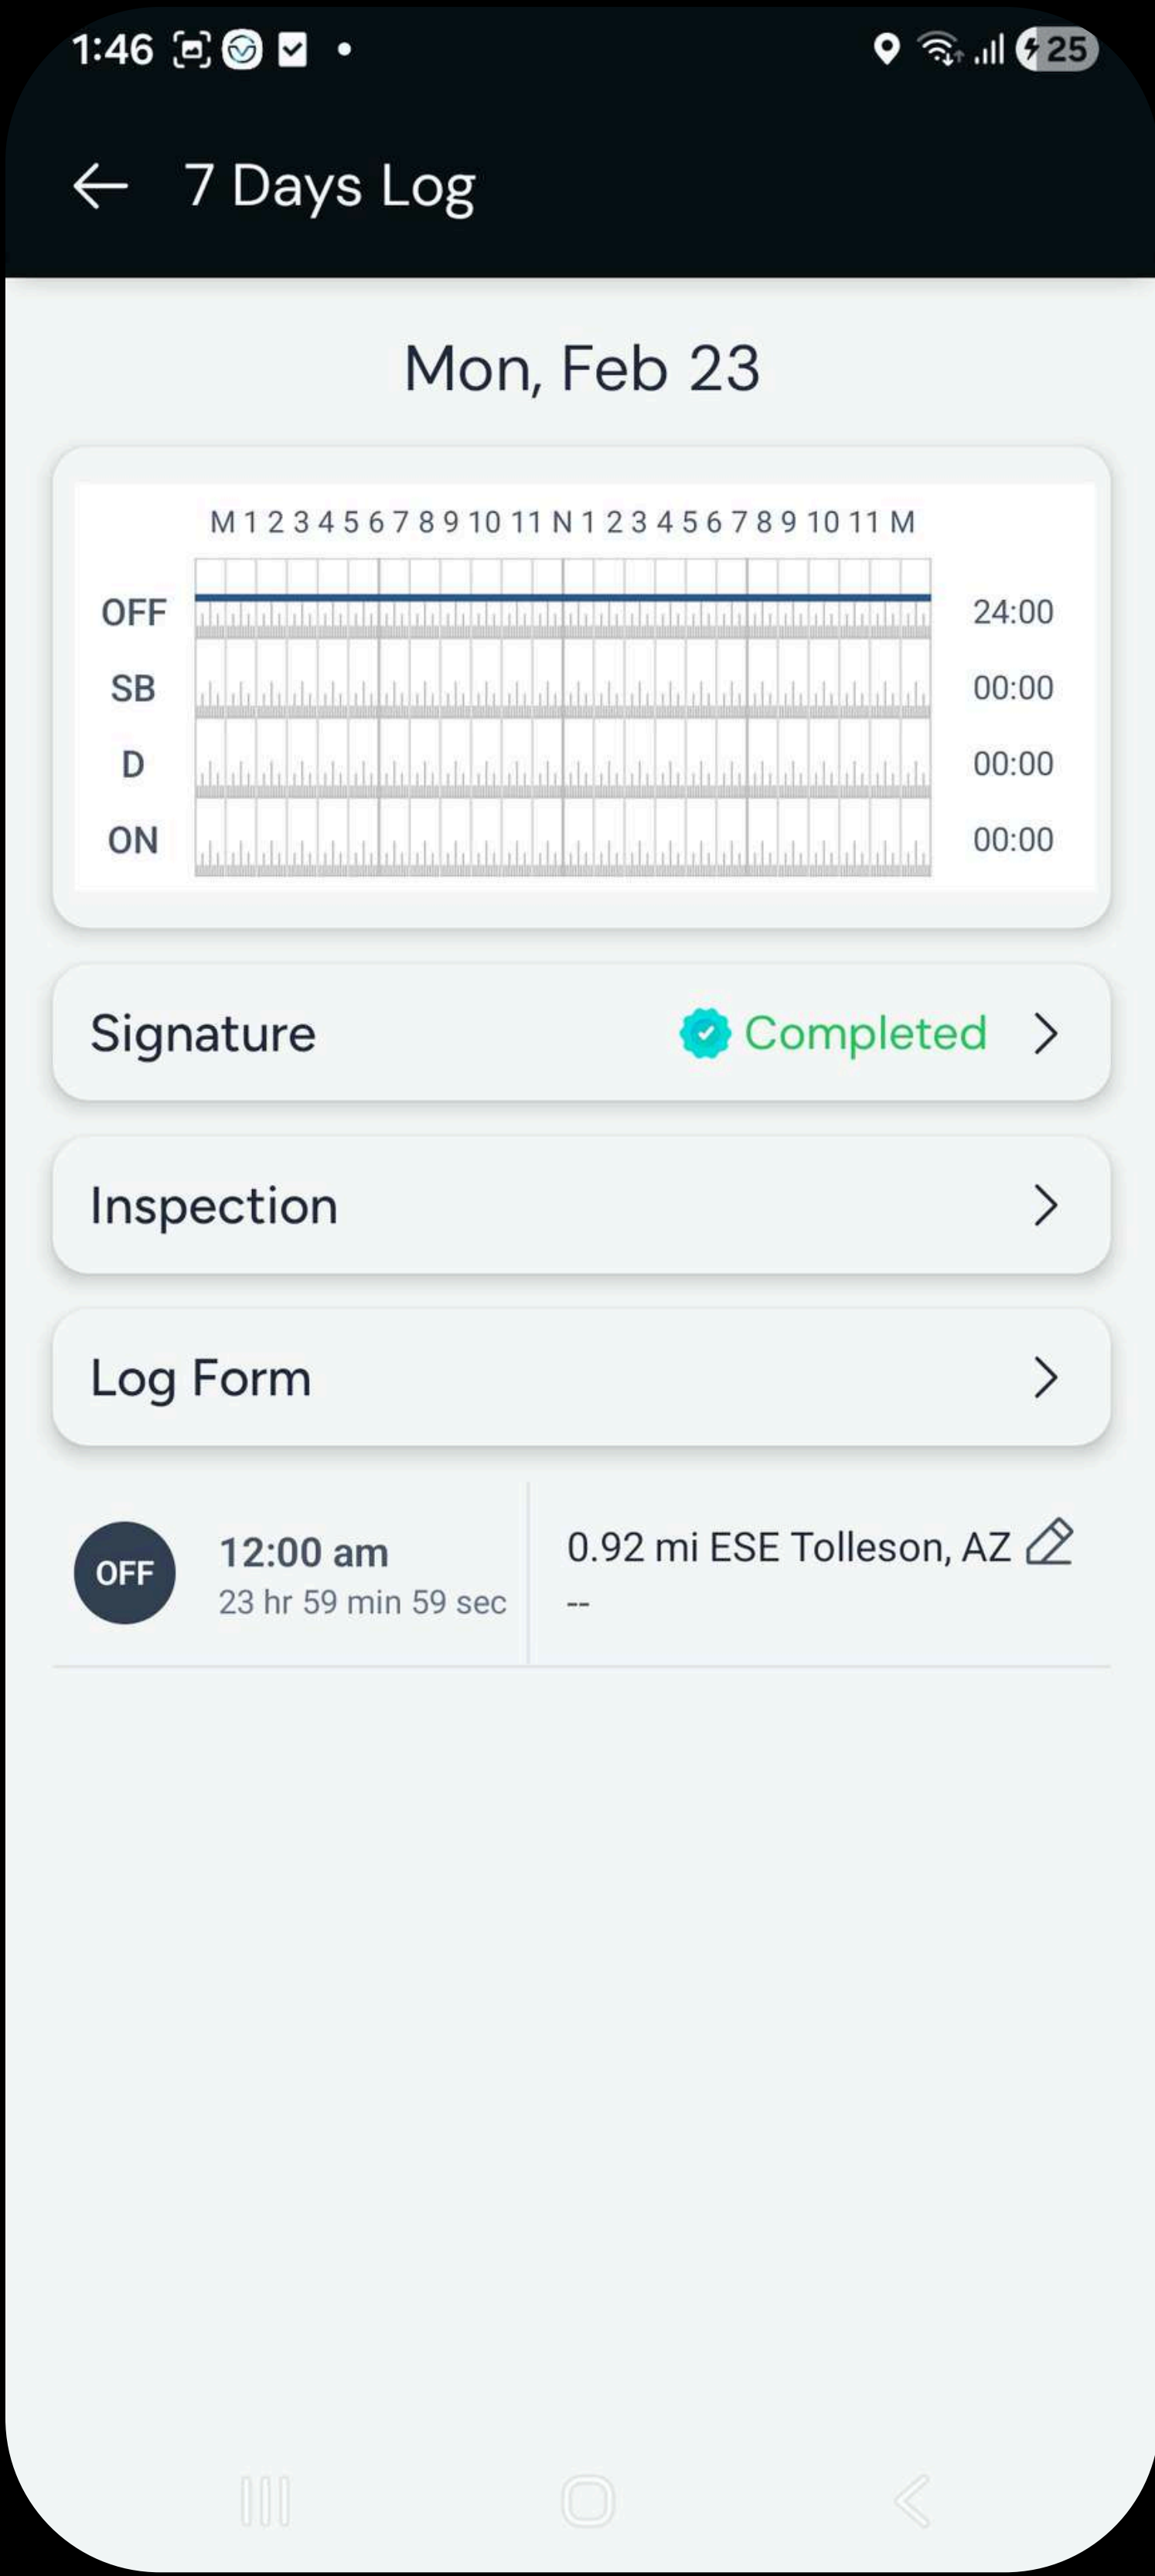 1:46 25
7 Days Log
Mon, Feb 23
M 1 2 3 4 5 6 7 8 9 10 11 N 1 2 3 4 5 6 7 8 9 10 11 M
OFF 24:00
SB 00:00
D 00:00
ON 00:00
Signature Completed
Inspection
Log Form
OFF 12:00 am 0.92 mi ESE Tolleson, AZ
23 hr 59 min 59 sec --